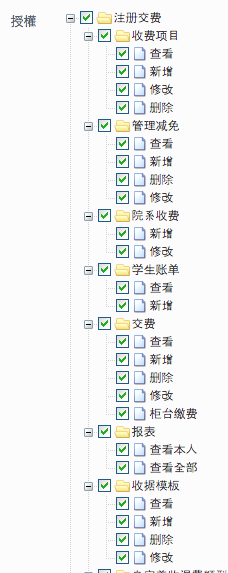 授權
注册交费
收费项目
查看
新增
修改
删除
管理减免
查看
新增
删除
修改
院系收费
新增
修改
学生账单
查看
新增
交费
查看
新增
删除
修改
柜台缴费
报表
查看本人
查看全部
收据模板
查看
新增
删除
修改